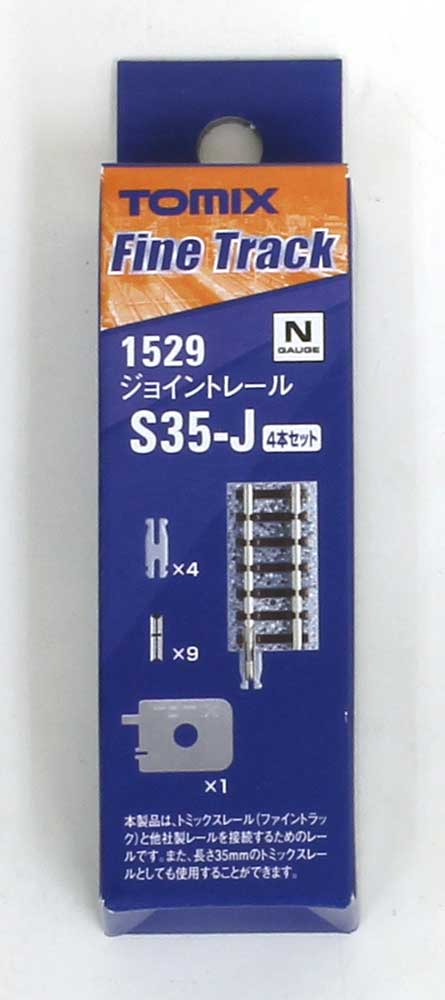 TOMIX
Fine Track
N
GAUGE
1529
ジョイントレール
S35-J 4本セット
×4
×9
TOMIX
×1
本製品は、トミックスレール(ファイントラッ
ク)と他社製レールを接続するためのレー
ルです。また、長さ35mmのトミックスレー
ルとしても使用することができます。